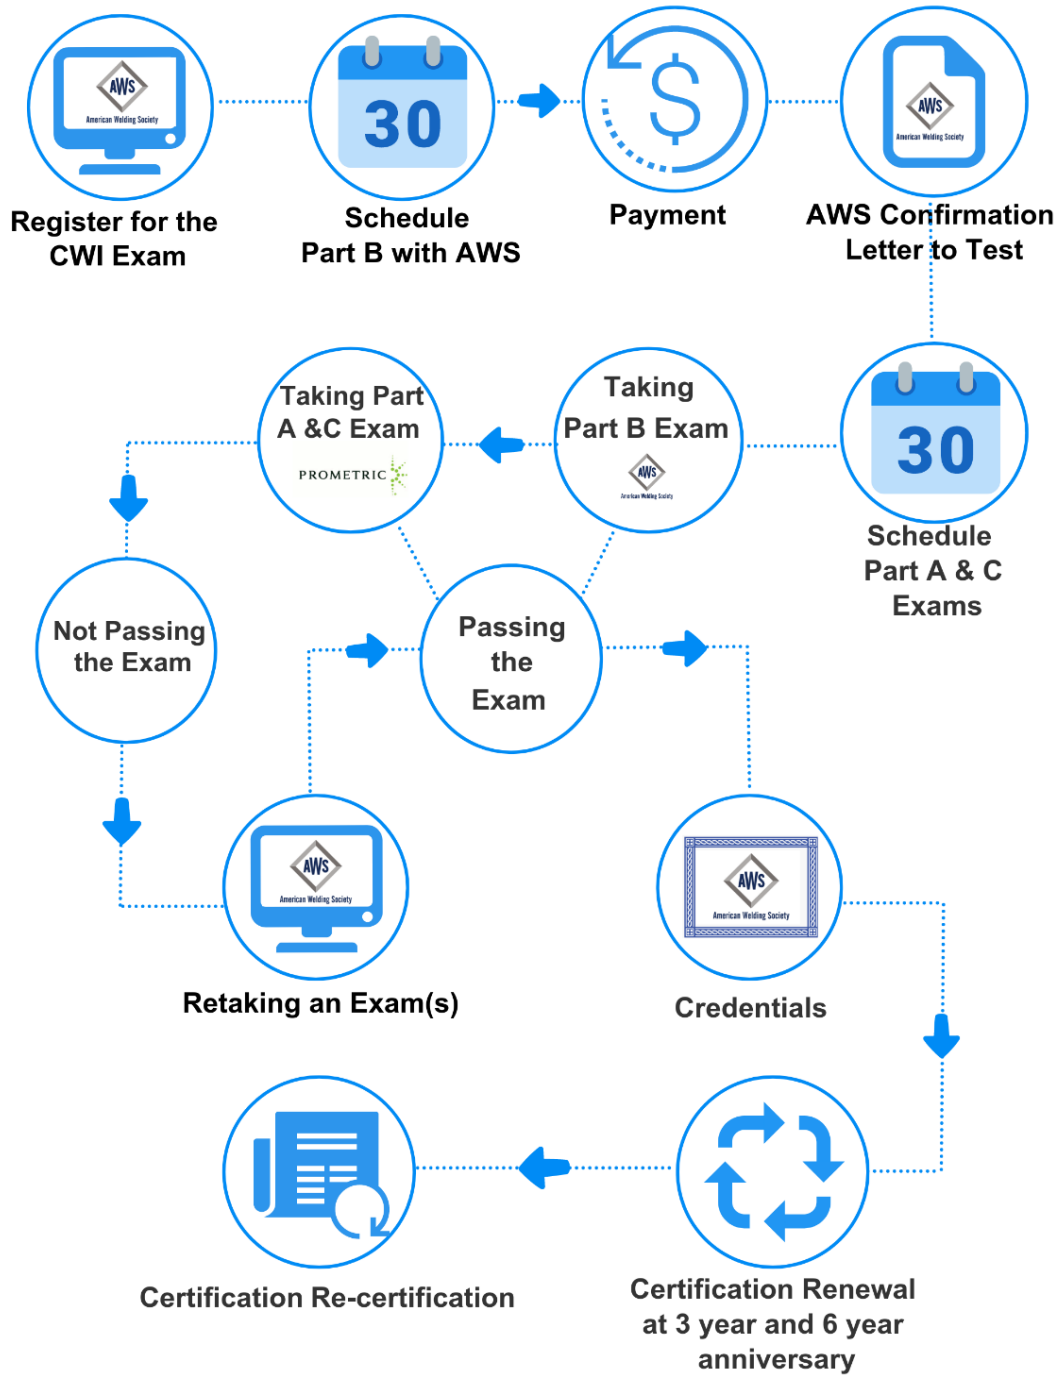 AWS
American Welding Society
Register for the
CWI Exam
30
Schedule
Part B with AWS
$
Payment
AWS
American Welding Society
AWS Confirmation
Letter to Test
30
Schedule
Part A & C
Exams
Taking
Part B Exam
AWS
American Welding Society
Taking Part
A &C Exam
PROMETRIC
Not Passing
the Exam
Passing
the
Exam
AWS
American Welding Society
Retaking an Exam(s)
AWS
American Welding Society
Credentials
Certification Renewal
at 3 year and 6 year
anniversary
Certification Re-certification